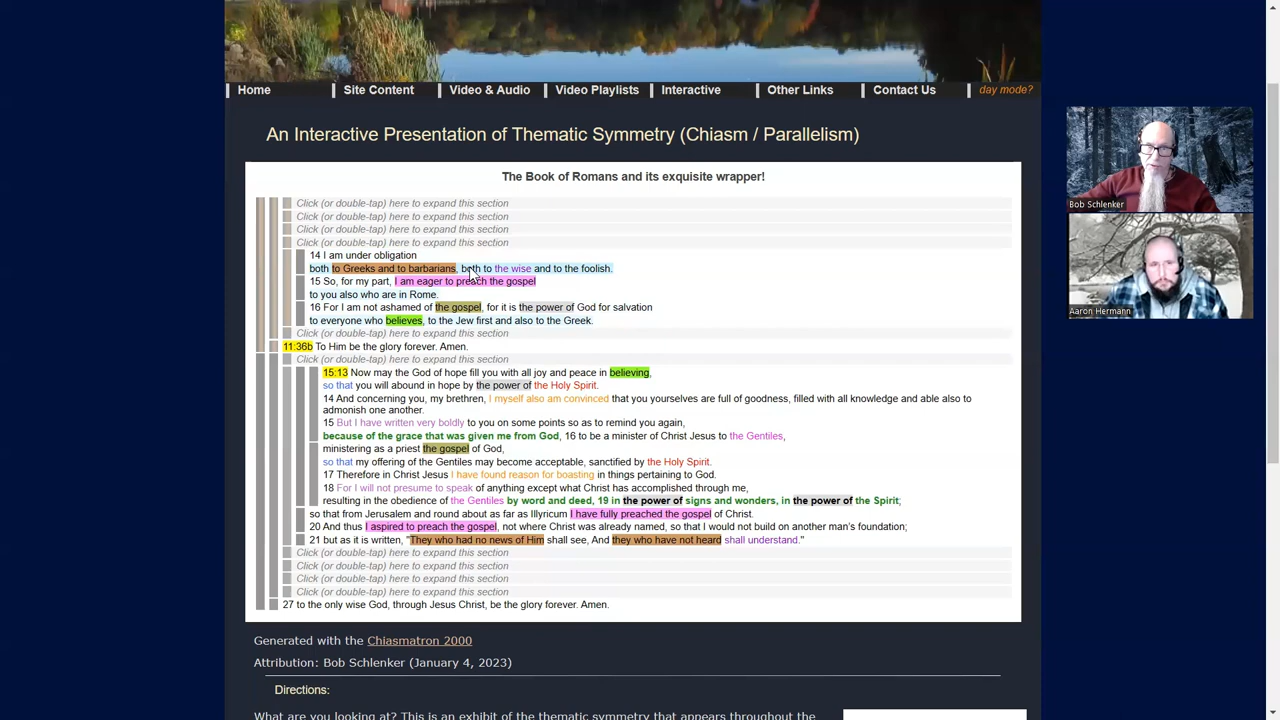 Home Site Content Video & Audio Video Playlists Interactive Other Links Contact Us day mode?
An Interactive Presentation of Thematic Symmetry (Chiasm / Parallelism)
The Book of Romans and its exquisite wrapper!
Click (or double-tap) here to expand this section
Click (or double-tap) here to expand this section
Click (or double-tap) here to expand this section
Click (or double-tap) here to expand this section
14 I am under obligation
both to Greeks and to barbarians, both to the wise and to the foolish.
15 So, for my part, I am eager to preach the gospel
to you also who are in Rome.
16 For I am not ashamed of the gospel, for it is the power of God for salvation
to everyone who believes, to the Jew first and also to the Greek.
Click (or double-tap) here to expand this section
11:36b To Him be the glory forever. Amen.
Click (or double-tap) here to expand this section
15:13 Now may the God of hope fill you with all joy and peace in believing,
so that you will abound in hope by the power of the Holy Spirit.
14 And concerning you, my brethren, I myself also am convinced that you yourselves are full of goodness, filled with all knowledge and able also to
admonish one another.
15 But I have written very boldly to you on some points so as to remind you again,
because of the grace that was given me from God, 16 to be a minister of Christ Jesus to the Gentiles,
ministering as a priest the gospel of God,
so that my offering of the Gentiles may become acceptable, sanctified by the Holy Spirit.
17 Therefore in Christ Jesus I have found reason for boasting in things pertaining to God.
18 For I will not presume to speak of anything except what Christ has accomplished through me,
resulting in the obedience of the Gentiles by word and deed, 19 in the power of signs and wonders, in the power of the Spirit;
so that from Jerusalem and round about as far as Illyricum I have fully preached the gospel of Christ.
20 And thus I aspired to preach the gospel, not where Christ was already named, so that I would not build on another man's foundation;
21 but as it is written, "They who had no news of Him shall see, And they who have not heard shall understand."
Click (or double-tap) here to expand this section
Click (or double-tap) here to expand this section
Click (or double-tap) here to expand this section
Click (or double-tap) here to expand this section
27 to the only wise God, through Jesus Christ, be the glory forever. Amen.
Generated with the Chiasmatron 2000
Attribution: Bob Schlenker (January 4, 2023)
Directions:
What are you looking at? This is an exhibit of the thematic symmetry that appears throughout the
Bob Schlenker
Aaron Hermann